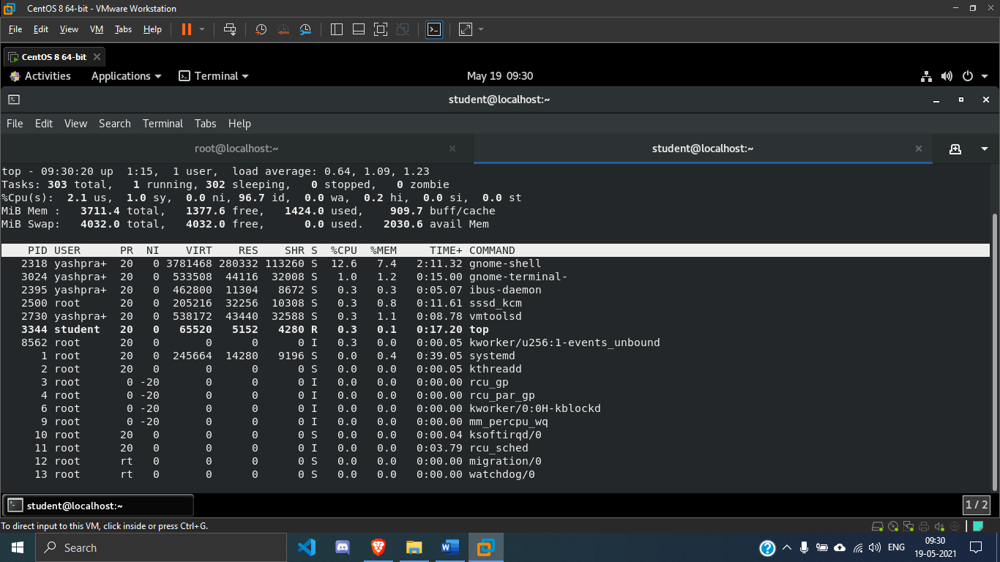 CentOS 8 64-bit - VMware Workstation
File Edit View VM Tabs Help
CentOS 8 64-bit
Activities Applications Terminal May 19 09:30
student@localhost:~
File Edit View Search Terminal Tabs Help
root@localhost:~ student@localhost:~
top - 09:30:20 up  1:15,  1 user,  load average: 0.64, 1.09, 1.23
Tasks: 303 total,   1 running, 302 sleeping,   0 stopped,   0 zombie
%Cpu(s):  2.1 us,  1.0 sy,  0.0 ni, 96.7 id,  0.0 wa,  0.2 hi,  0.0 si,  0.0 st
MiB Mem :   3711.4 total,   1377.6 free,   1424.0 used,    909.7 buff/cache
MiB Swap:   4032.0 total,   4032.0 free,      0.0 used.   2030.6 avail Mem
PID USER PR NI VIRT RES SHR S %CPU %MEM TIME+ COMMAND
2318 yashpra+ 20 0 3781468 280332 113260 S 12.6 7.4 2:11.32 gnome-shell
3024 yashpra+ 20 0 533508 44116 32008 S 1.0 1.2 0:15.00 gnome-terminal-
2395 yashpra+ 20 0 462800 11304 8672 S 0.3 0.3 0:05.07 ibus-daemon
2500 root 20 0 205216 32256 10308 S 0.3 0.8 0:11.61 sssd_kcm
2730 yashpra+ 20 0 538172 43440 32588 S 0.3 1.1 0:08.78 vmtoolsd
3344 student 20 0 65520 5152 4280 R 0.3 0.1 0:17.20 top
8562 root 20 0 0 0 0 I 0.3 0.0 0:00.05 kworker/u256:1-events_unbound
1 root 20 0 245664 14280 9196 S 0.0 0.4 0:39.05 systemd
2 root 20 0 0 0 0 S 0.0 0.0 0:00.05 kthreadd
3 root 0 -20 0 0 0 I 0.0 0.0 0:00.00 rcu_gp
4 root 0 -20 0 0 0 I 0.0 0.0 0:00.00 rcu_par_gp
6 root 0 -20 0 0 0 I 0.0 0.0 0:00.00 kworker/0:0H-kblockd
9 root 0 -20 0 0 0 I 0.0 0.0 0:00.00 mm_percpu_wq
10 root 20 0 0 0 0 S 0.0 0.0 0:00.04 ksoftirqd/0
11 root 20 0 0 0 0 I 0.0 0.0 0:03.79 rcu_sched
12 root rt 0 0 0 0 S 0.0 0.0 0:00.00 migration/0
13 root rt 0 0 0 0 S 0.0 0.0 0:00.00 watchdog/0
student@localhost:~ 1 / 2
To direct input to this VM, click inside or press Ctrl+G.
Search ENG 09:30
19-05-2021